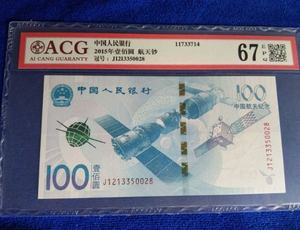 ACG
AI CANG GUARANTY
中国人民银行 11733714
2015年壹佰圆 航天钞
冠号：J1213350028
67 EPQ
中国人民银行 100
中国航天纪念
100 壹佰圆 J1213350028